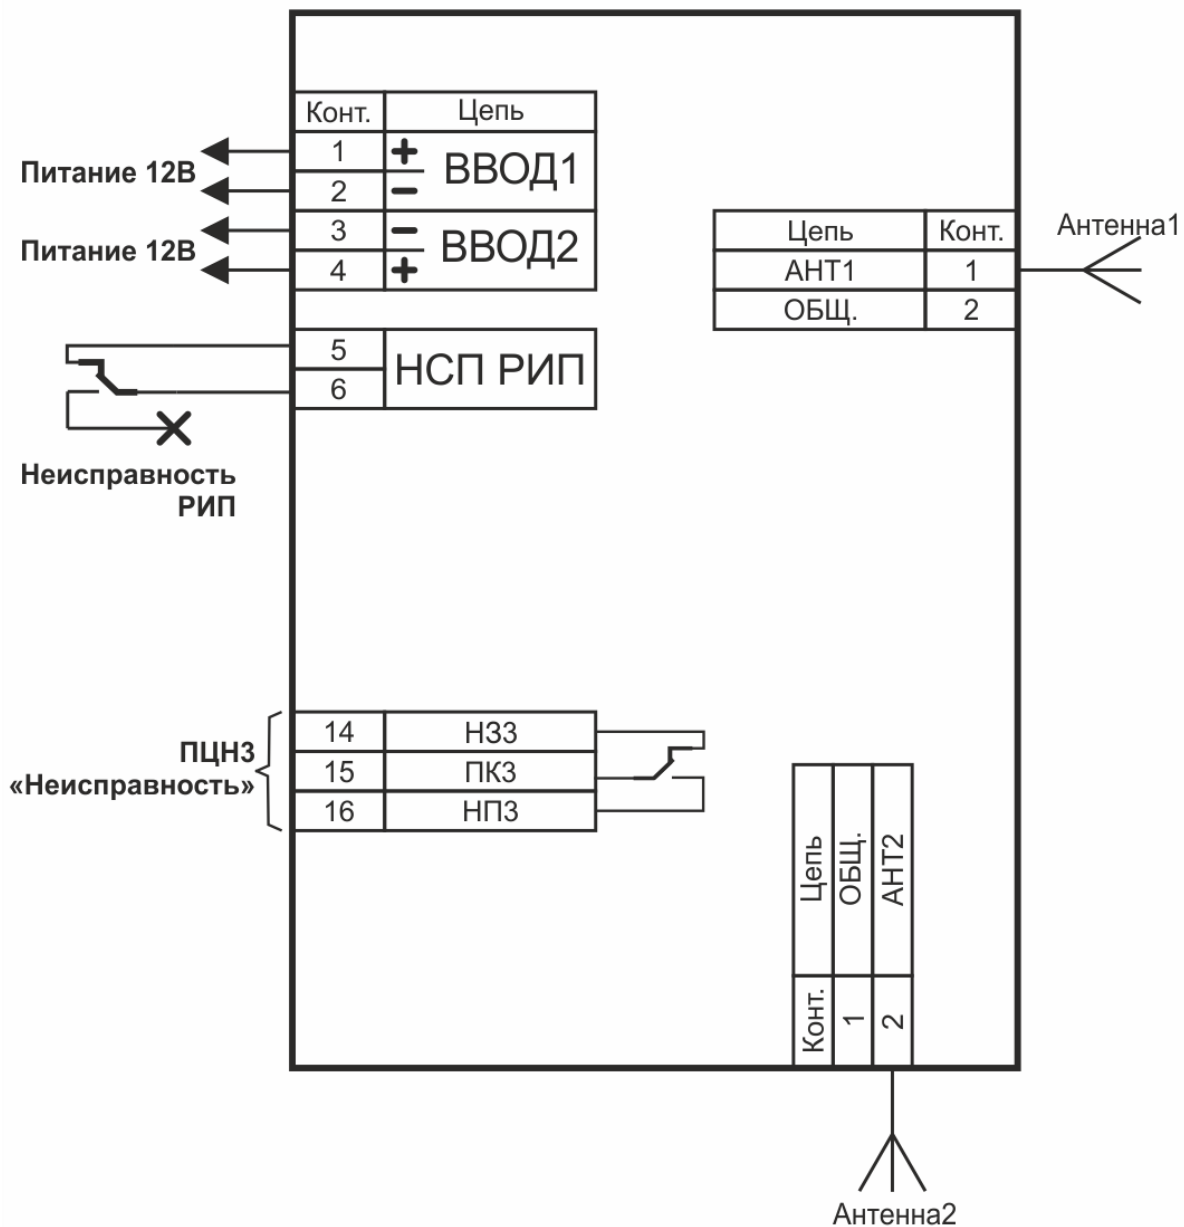 Конт. Цепь
1 + ВВОД1
2 −
Питание 12В
3 − ВВОД2
4 +
Питание 12В
5 НСП РИП
6
Неисправность
РИП
Цепь Конт.
АНТ1 1
ОБЩ. 2
Антенна1
ПЦН3
«Неисправность»
14 НЗ3
15 ПК3
16 НП3
Цепь
ОБЩ.
АНТ2
Конт.
1
2
Антенна2